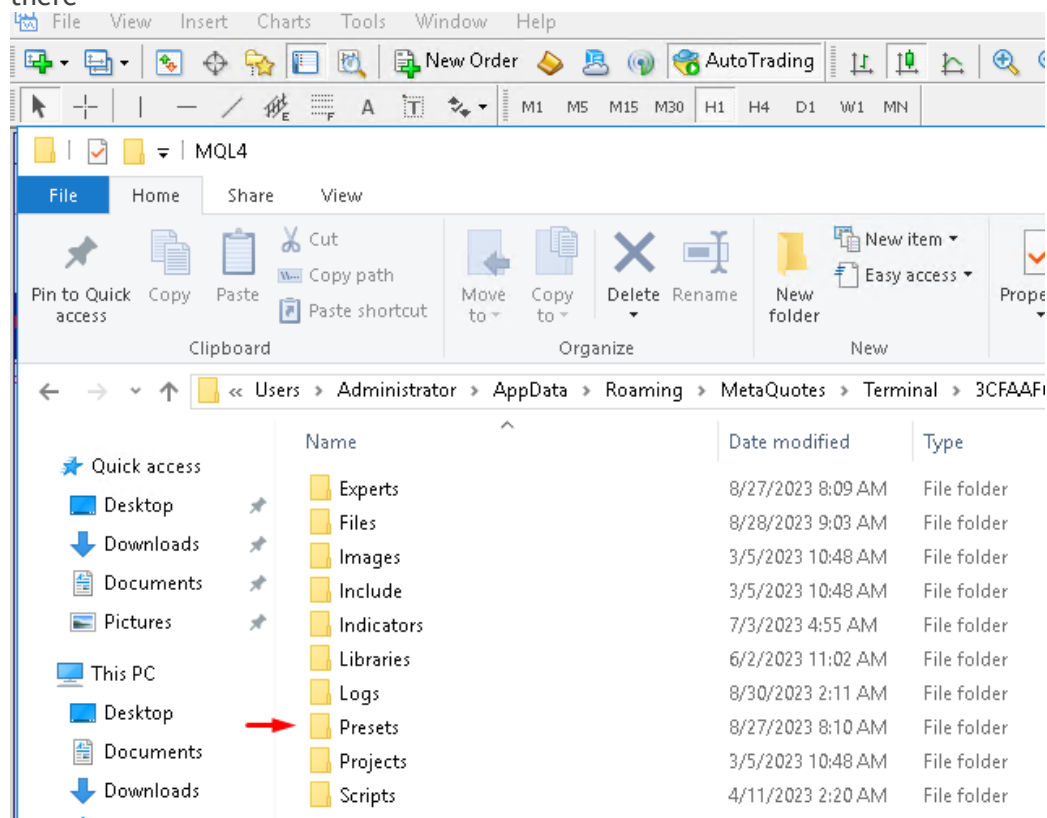 there
File View Insert Charts Tools Window Help
New Order AutoTrading
E F A T M1 M5 M15 M30 H1 H4 D1 W1 MN
MQL4
File Home Share View
Pin to Quick access
Copy
Paste
Cut
Copy path
Paste shortcut
Move to
Copy to
Delete
Rename
New folder
New item
Easy access
Clipboard Organize New
« Users > Administrator > AppData > Roaming > MetaQuotes > Terminal >
Name Date modified Type
Quick access
Desktop
Downloads
Documents
Pictures
This PC
Desktop
Documents
Downloads
Experts 8/27/2023 8:09 AM File folder
Files 8/28/2023 9:03 AM File folder
Images 3/5/2023 10:48 AM File folder
Include 3/5/2023 10:48 AM File folder
Indicators 7/3/2023 4:55 AM File folder
Libraries 6/2/2023 11:02 AM File folder
Logs 8/30/2023 2:11 AM File folder
Presets 8/27/2023 8:10 AM File folder
Projects 3/5/2023 10:48 AM File folder
Scripts 4/11/2023 2:20 AM File folder